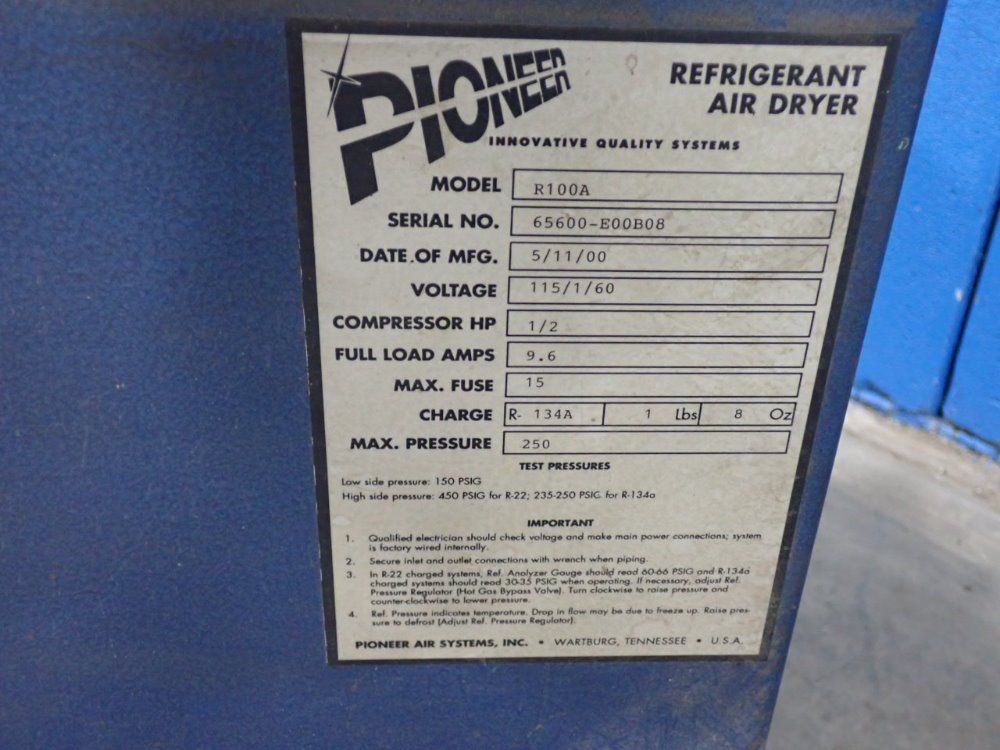 PIONEER
REFRIGERANT
AIR DRYER
INNOVATIVE QUALITY SYSTEMS
MODEL R100A
SERIAL NO. 65600-E00B08
DATE OF MFG. 5/11/00
VOLTAGE 115/1/60
COMPRESSOR HP 1/2
FULL LOAD AMPS 9.6
MAX. FUSE 15
CHARGE R- 134A 1 Lbs 8 Oz
MAX. PRESSURE 250
TEST PRESSURES
Low side pressure: 150 PSIG
High side pressure: 450 PSIG for R-22; 235-250 PSIG for R-134a
IMPORTANT
1. Qualified electrician should check voltage and make main power connections; system
is factory wired internally.
2. Secure inlet and outlet connections with wrench when piping.
3. In R-22 charged systems, Ref. Analyzer Gauge should read 60-66 PSIG and R-134a
charged systems should read 30-35 PSIG when operating. If necessary, adjust Ref.
Pressure Regulator (Hot Gas Bypass Valve). Turn clockwise to raise pressure and
counter-clockwise to lower pressure.
4. Ref. Pressure indicates temperature. Drop in flow may be due to freeze up. Raise pres-
sure to defrost (Adjust Ref. Pressure Regulator).
PIONEER AIR SYSTEMS, INC. • WARTBURG, TENNESSEE • U.S.A.